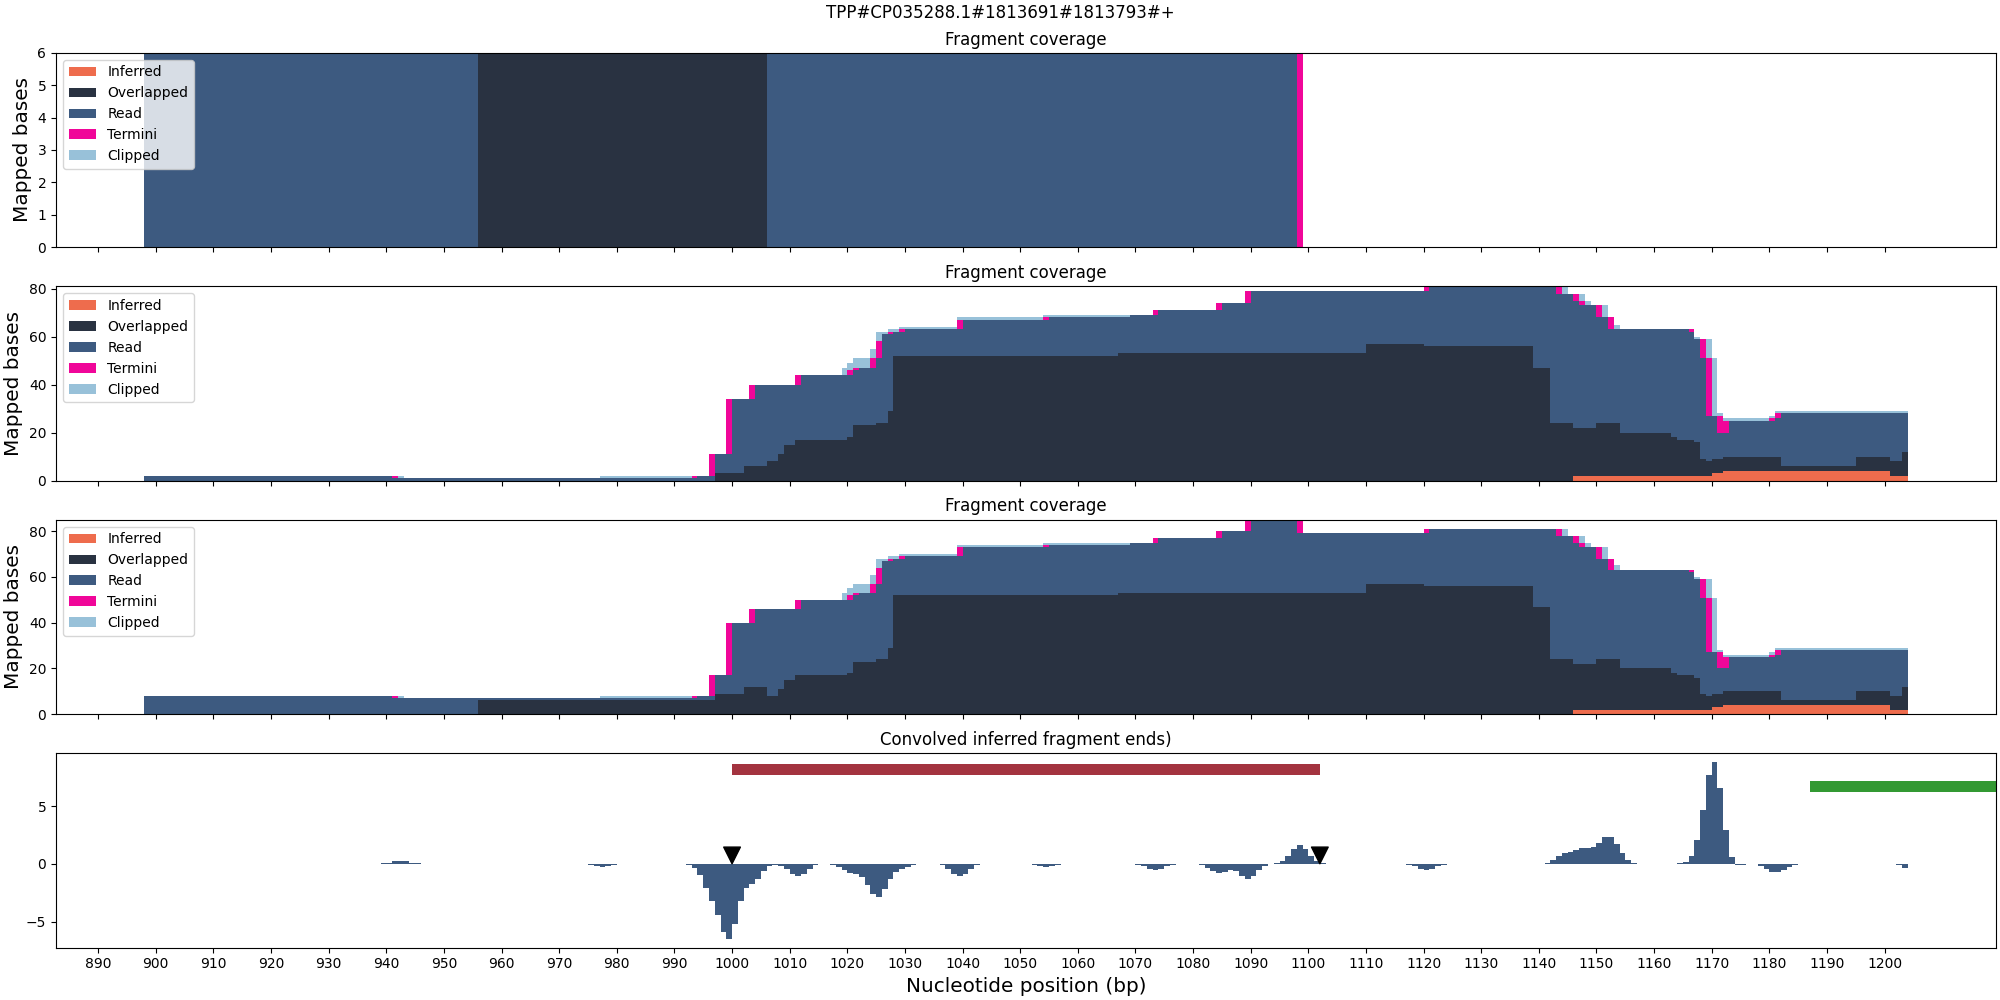 TPP#CP035288.1#1813691#1813793#+
Fragment coverage
Mapped bases
6
5
4
3
2
1
0
Inferred
Overlapped
Read
Termini
Clipped
Fragment coverage
Mapped bases
80
60
40
20
0
Inferred
Overlapped
Read
Termini
Clipped
Fragment coverage
Mapped bases
80
60
40
20
0
Inferred
Overlapped
Read
Termini
Clipped
Convolved inferred fragment ends)
5
0
−5
890 900 910 920 930 940 950 960 970 980 990 1000 1010 1020 1030 1040 1050 1060 1070 1080 1090 1100 1110 1120 1130 1140 1150 1160 1170 1180 1190 1200
Nucleotide position (bp)